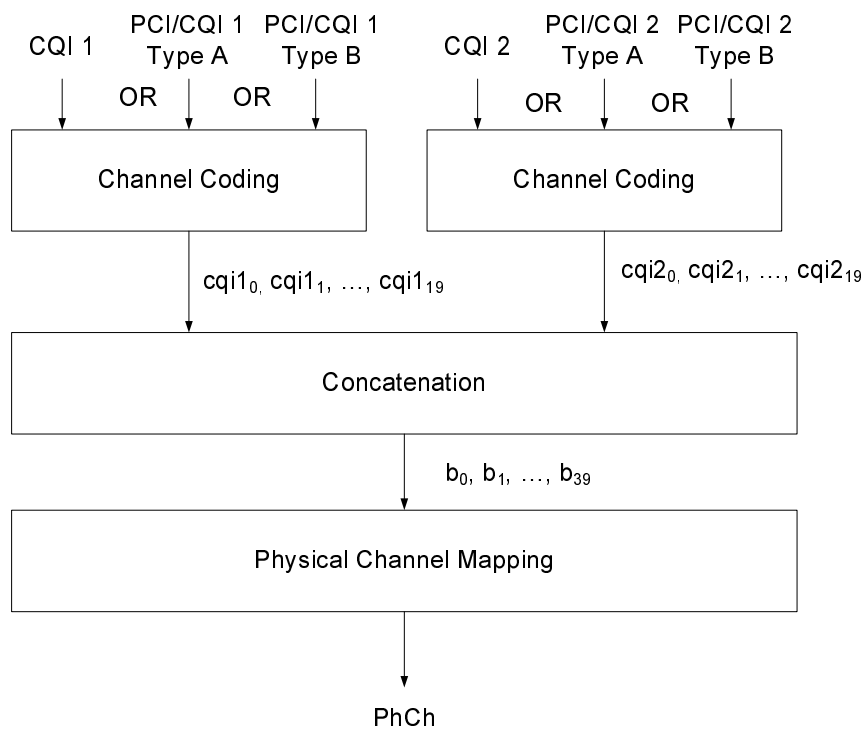 CQI 1
PCI/CQI 1
Type A
PCI/CQI 1
Type B
CQI 2
PCI/CQI 2
Type A
PCI/CQI 2
Type B
OR
OR
OR
OR
Channel Coding
Channel Coding
cqi1₀, cqi1₁, …, cqi1₁₉
cqi2₀, cqi2₁, …, cqi2₁₉
Concatenation
b₀, b₁, …, b₃₉
Physical Channel Mapping
PhCh